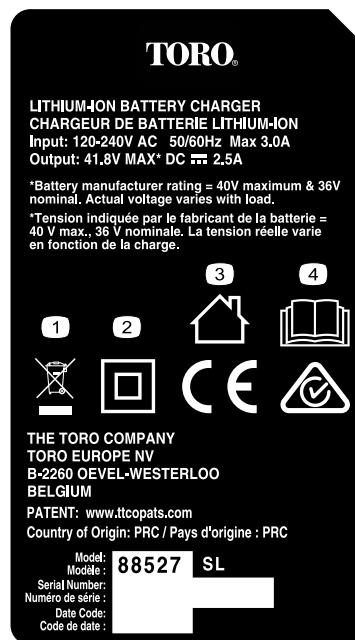 TORO®
LITHIUM-ION BATTERY CHARGER
CHARGEUR DE BATTERIE LITHIUM-ION
Input: 120-240V AC 50/60Hz Max 3.0A
Output: 41.8V MAX* DC 2.5A
*Battery manufacturer rating = 40V maximum & 36V
nominal. Actual voltage varies with load.
*Tension indiquée par le fabricant de la batterie =
40 V max., 36 V nominale. La tension réelle varie
en fonction de la charge.
1 2 3 4
CE
THE TORO COMPANY
TORO EUROPE NV
B-2260 OEVEL-WESTERLOO
BELGIUM
PATENT: www.ttcopats.com
Country of Origin: PRC / Pays d'origine : PRC
Model:
Modèle :
88527 SL
Serial Number:
Numéro de série :
Date Code:
Code de date :